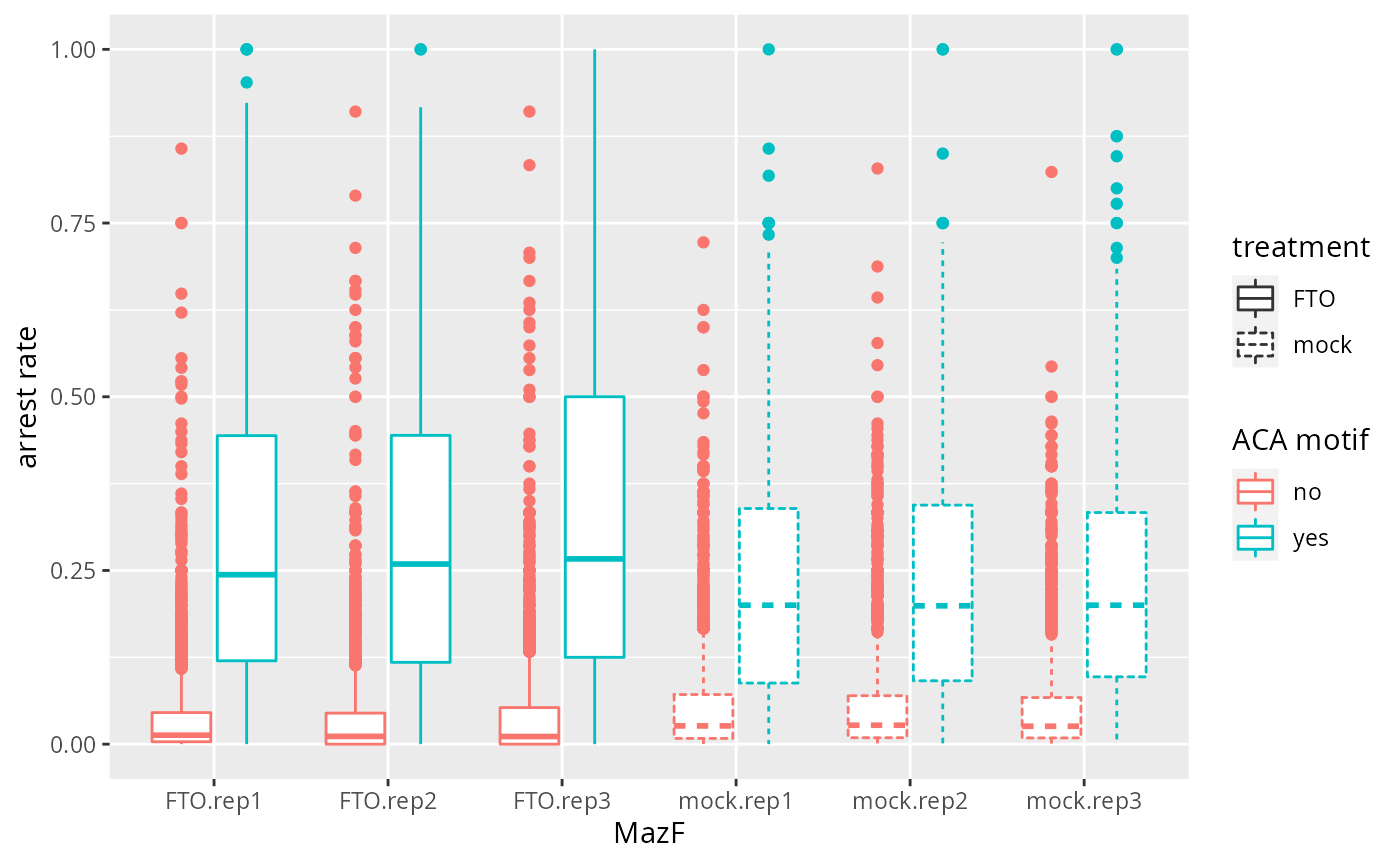 1.00
0.75
0.50
0.25
0.00
arrest rate
FTO.rep1
FTO.rep2
FTO.rep3
mock.rep1
mock.rep2
mock.rep3
MazF
treatment
FTO
mock
ACA motif
no
yes